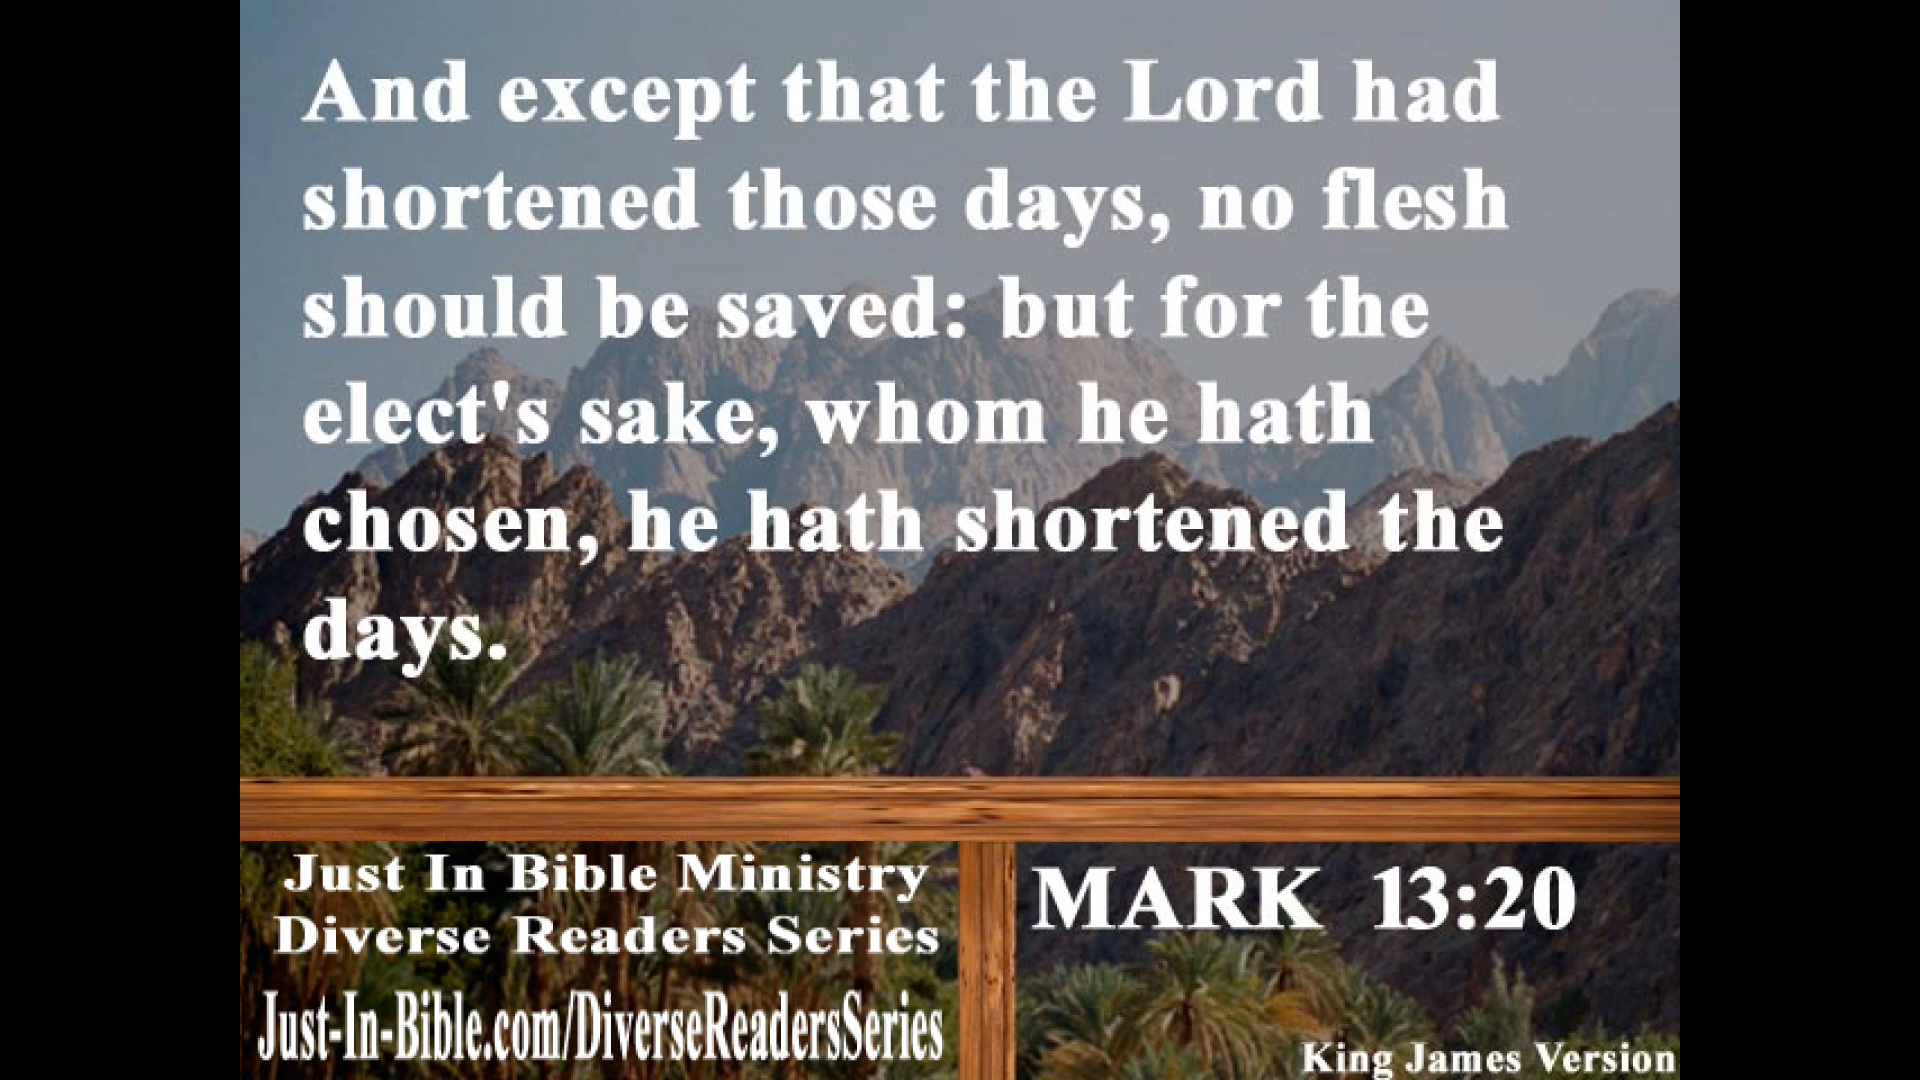 And except that the Lord had
shortened those days, no flesh
should be saved: but for the
elect's sake, whom he hath
chosen, he hath shortened the
days.
Just In Bible Ministry
Diverse Readers Series
Just-In-Bible.com/DiverseReadersSeries
MARK 13:20
King James Version